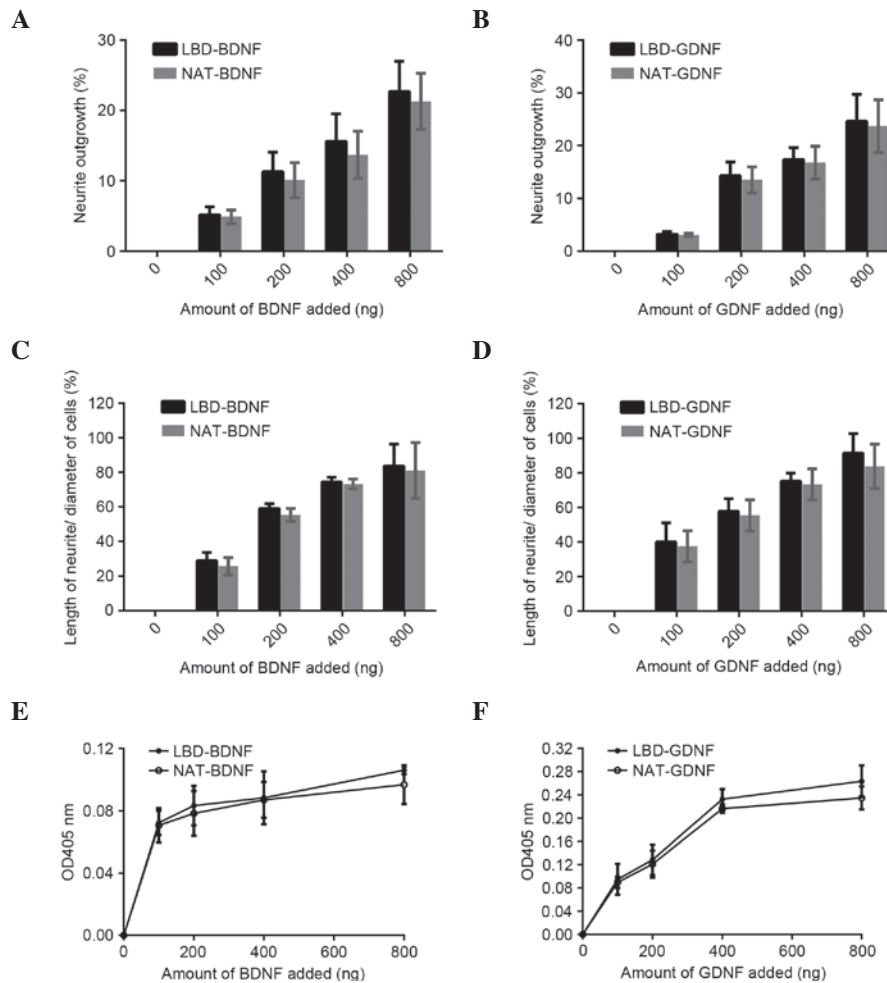 A
Neurite outgrowth (%)
30
20
10
0
LBD-BDNF
NAT-BDNF
0 100 200 400 800
Amount of BDNF added (ng)
B
Neurite outgrowth (%)
40
30
20
10
0
LBD-GDNF
NAT-GDNF
0 100 200 400 800
Amount of GDNF added (ng)
C
Length of neurite/ diameter of cells (%)
120
100
80
60
40
20
0
LBD-BDNF
NAT-BDNF
0 100 200 400 800
Amount of BDNF added (ng)
D
Length of neurite/ diameter of cells (%)
120
100
80
60
40
20
0
LBD-GDNF
NAT-GDNF
0 100 200 400 800
Amount of GDNF added (ng)
E
OD405 nm
0.12
0.08
0.04
0.00
LBD-BDNF
NAT-BDNF
0 200 400 600 800
Amount of BDNF added (ng)
F
OD405 nm
0.32
0.28
0.24
0.20
0.16
0.12
0.08
0.04
0.00
LBD-GDNF
NAT-GDNF
0 200 400 600 800
Amount of GDNF added (ng)